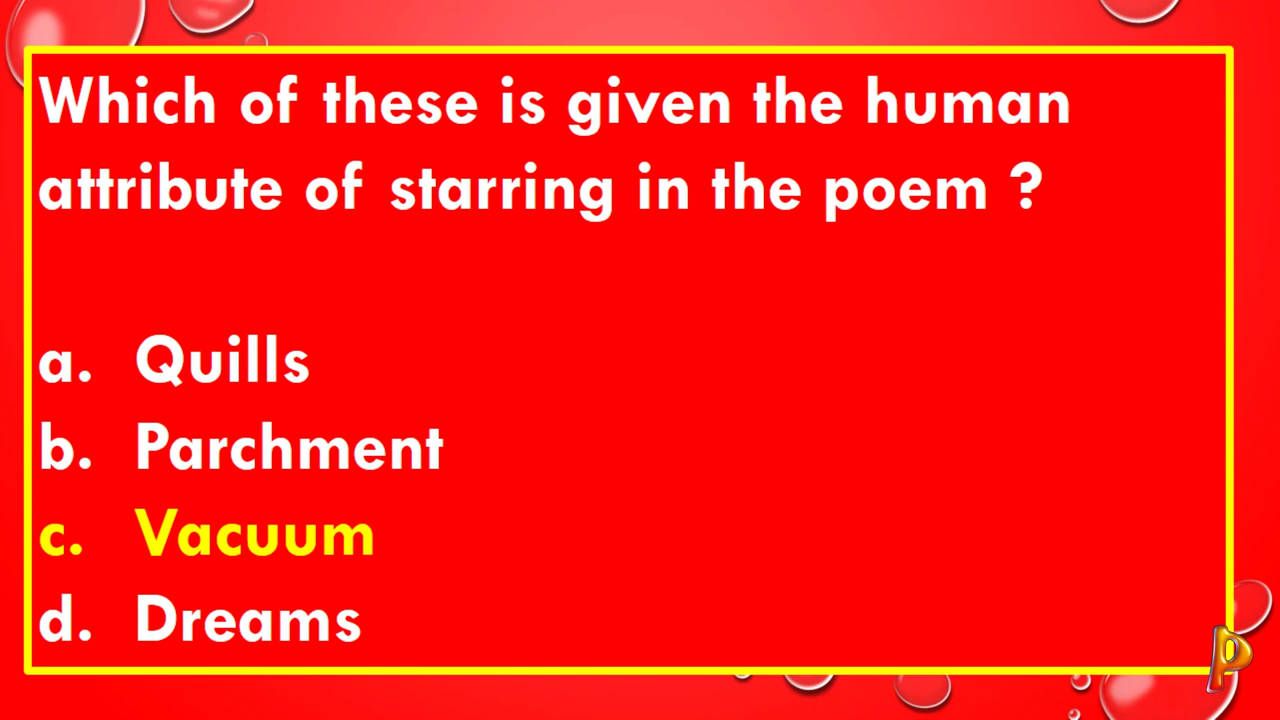 Which of these is given the human
attribute of starring in the poem ?
a. Quills
b. Parchment
c. Vacuum
d. Dreams
P